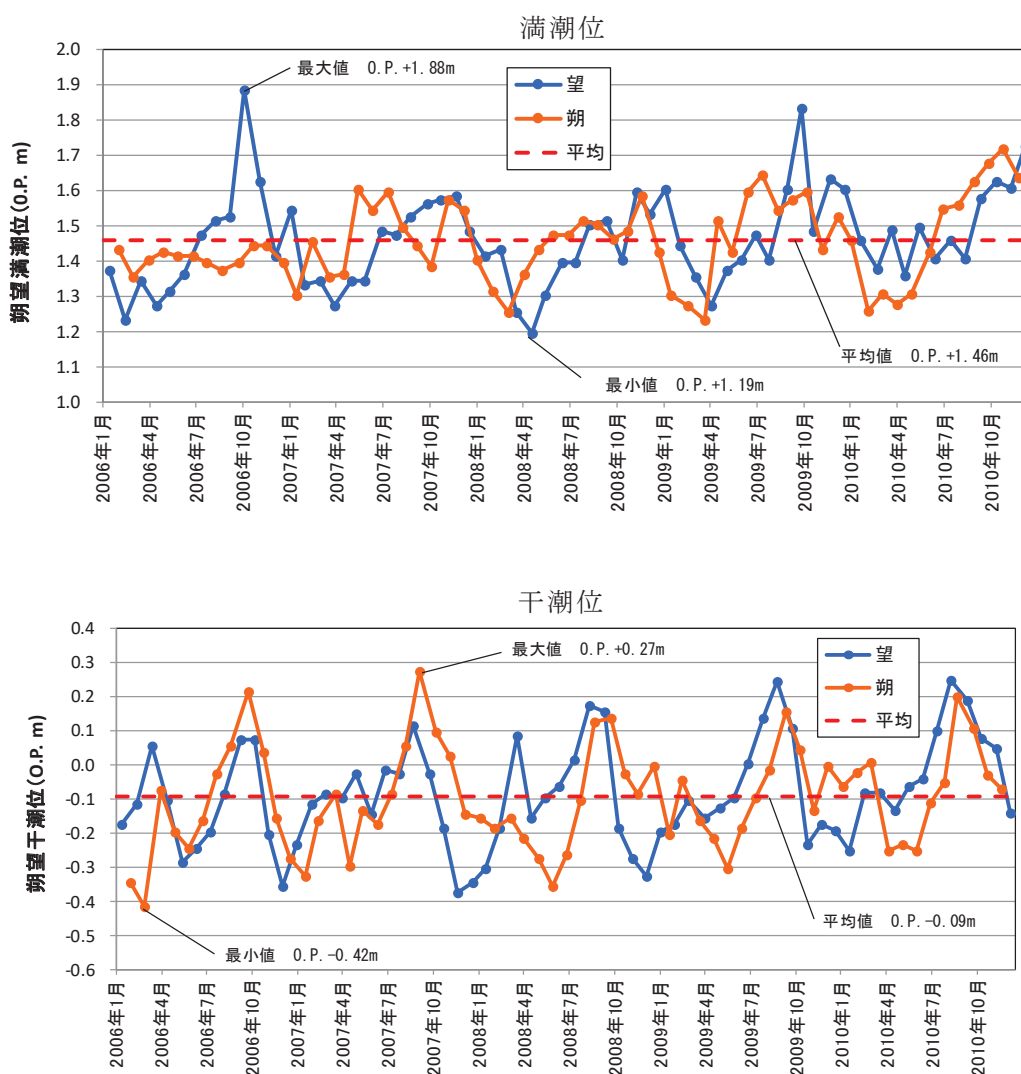 満潮位
朔望満潮位(O.P. m)
2.0
1.9
1.8
1.7
1.6
1.5
1.4
1.3
1.2
1.1
1.0
最大値 O.P.+1.88m
望
朔
平均
平均値 O.P.+1.46m
最小値 O.P.+1.19m
2006年1月
2006年4月
2006年7月
2006年10月
2007年1月
2007年4月
2007年7月
2007年10月
2008年1月
2008年4月
2008年7月
2008年10月
2009年1月
2009年4月
2009年7月
2009年10月
2010年1月
2010年4月
2010年7月
2010年10月
干潮位
朔望干潮位(O.P. m)
0.4
0.3
0.2
0.1
0.0
-0.1
-0.2
-0.3
-0.4
-0.5
-0.6
最大値 O.P.+0.27m
望
朔
平均
平均値 O.P.-0.09m
最小値 O.P.-0.42m
2006年1月
2006年4月
2006年7月
2006年10月
2007年1月
2007年4月
2007年7月
2007年10月
2008年1月
2008年4月
2008年7月
2008年10月
2009年1月
2009年4月
2009年7月
2009年10月
2010年1月
2010年4月
2010年7月
2010年10月